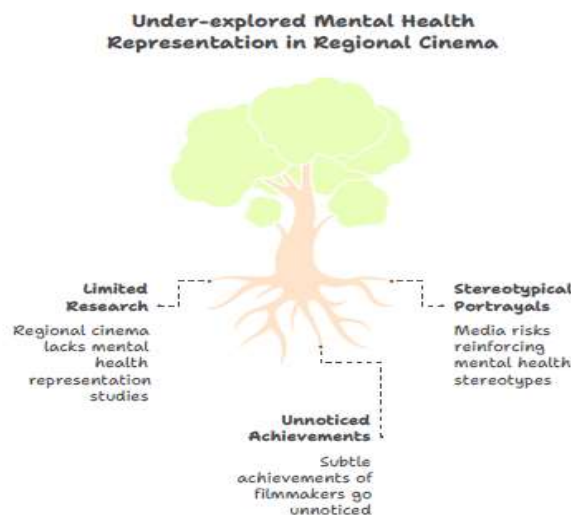 Under-explored Mental Health
Representation in Regional Cinema
Limited
Research
Regional cinema
lacks mental
health
representation
studies
Stereotypical
Portrayals
Media risks
reinforcing
mental health
stereotypes
Unnoticed
Achievements
Subtle
achievements of
filmmakers go
unnoticed